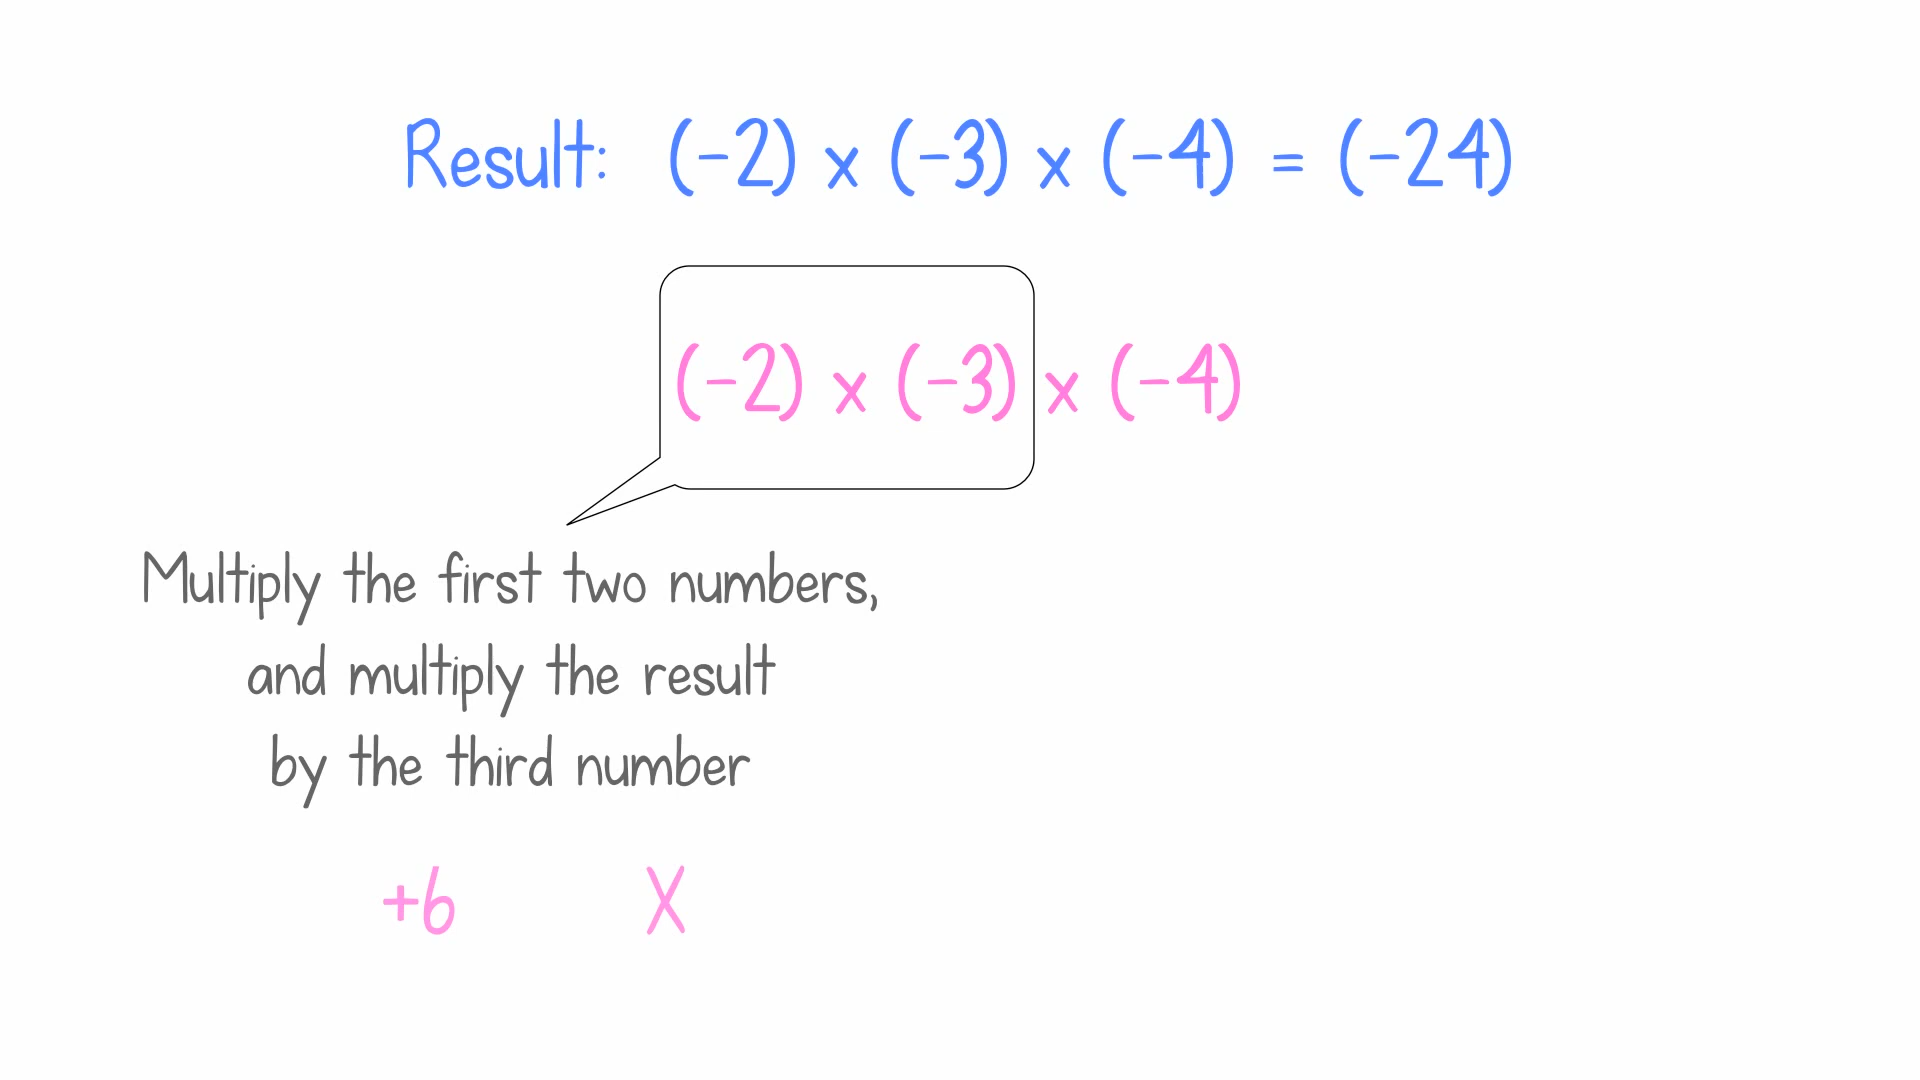 Result: (-2) x (-3) x (-4) = (-24)
(-2) x (-3) x (-4)
Multiply the first two numbers,
and multiply the result
by the third number
+6 X